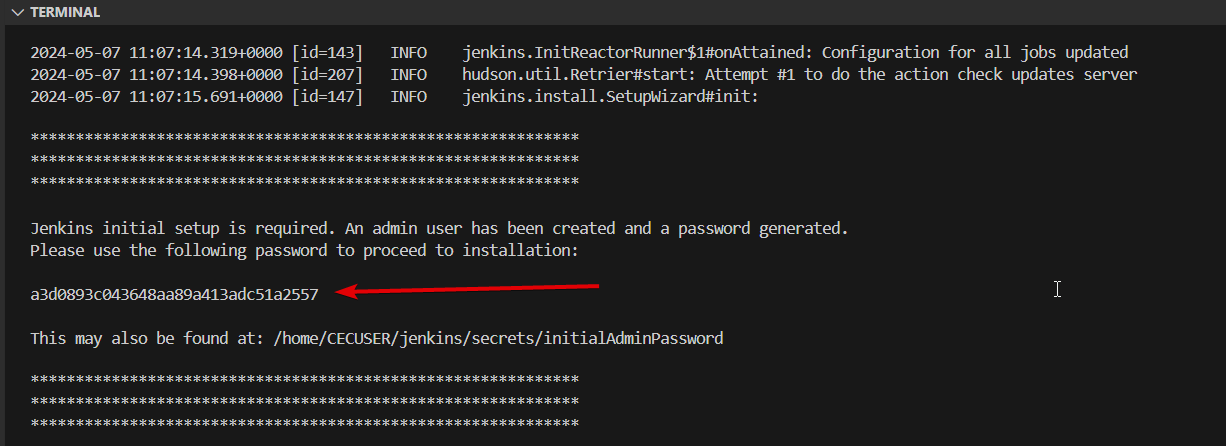 TERMINAL
2024-05-07 11:07:14.319+0000 [id=143] INFO jenkins.InitReactorRunner$1#onAttained: Configuration for all jobs updated
2024-05-07 11:07:14.398+0000 [id=207] INFO hudson.util.Retrier#start: Attempt #1 to do the action check updates server
2024-05-07 11:07:15.691+0000 [id=147] INFO jenkins.install.SetupWizard#init:
*************************************************************
*************************************************************
*************************************************************
Jenkins initial setup is required. An admin user has been created and a password generated.
Please use the following password to proceed to installation:
a3d0893c043648aa89a413adc51a2557
This may also be found at: /home/CECUSER/jenkins/secrets/initialAdminPassword
*************************************************************
*************************************************************
*************************************************************